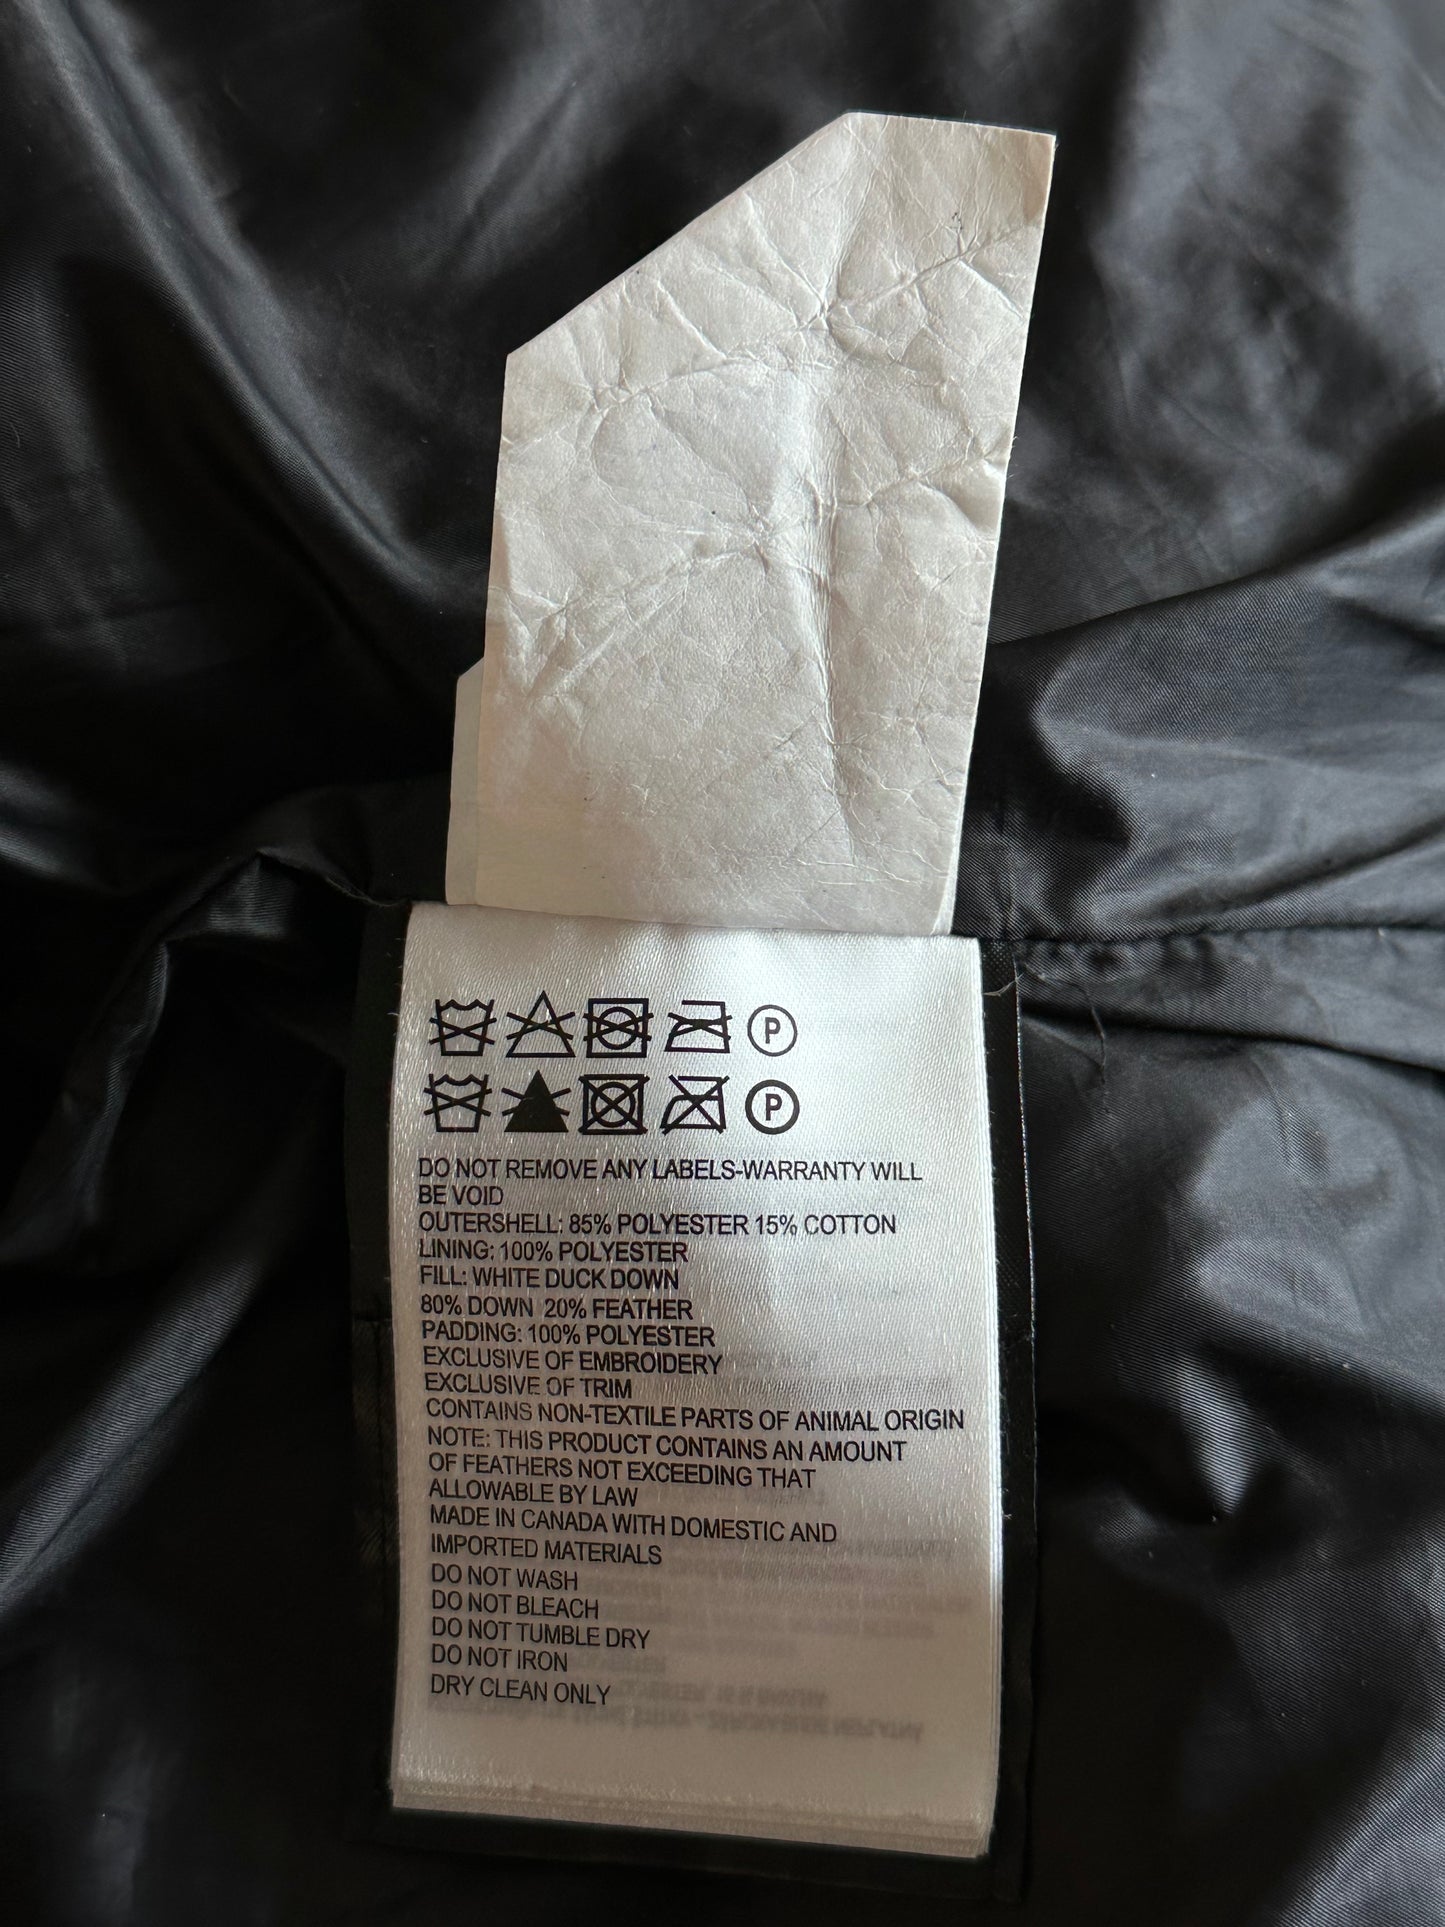 P
P
DO NOT REMOVE ANY LABELS-WARRANTY WILL
BE VOID
OUTERSHELL: 85% POLYESTER 15% COTTON
LINING: 100% POLYESTER
FILL: WHITE DUCK DOWN
80% DOWN 20% FEATHER
PADDING: 100% POLYESTER
EXCLUSIVE OF EMBROIDERY
EXCLUSIVE OF TRIM
CONTAINS NON-TEXTILE PARTS OF ANIMAL ORIGIN
NOTE: THIS PRODUCT CONTAINS AN AMOUNT
OF FEATHERS NOT EXCEEDING THAT
ALLOWABLE BY LAW
MADE IN CANADA WITH DOMESTIC AND
IMPORTED MATERIALS
DO NOT WASH
DO NOT BLEACH
DO NOT TUMBLE DRY
DO NOT IRON
DRY CLEAN ONLY